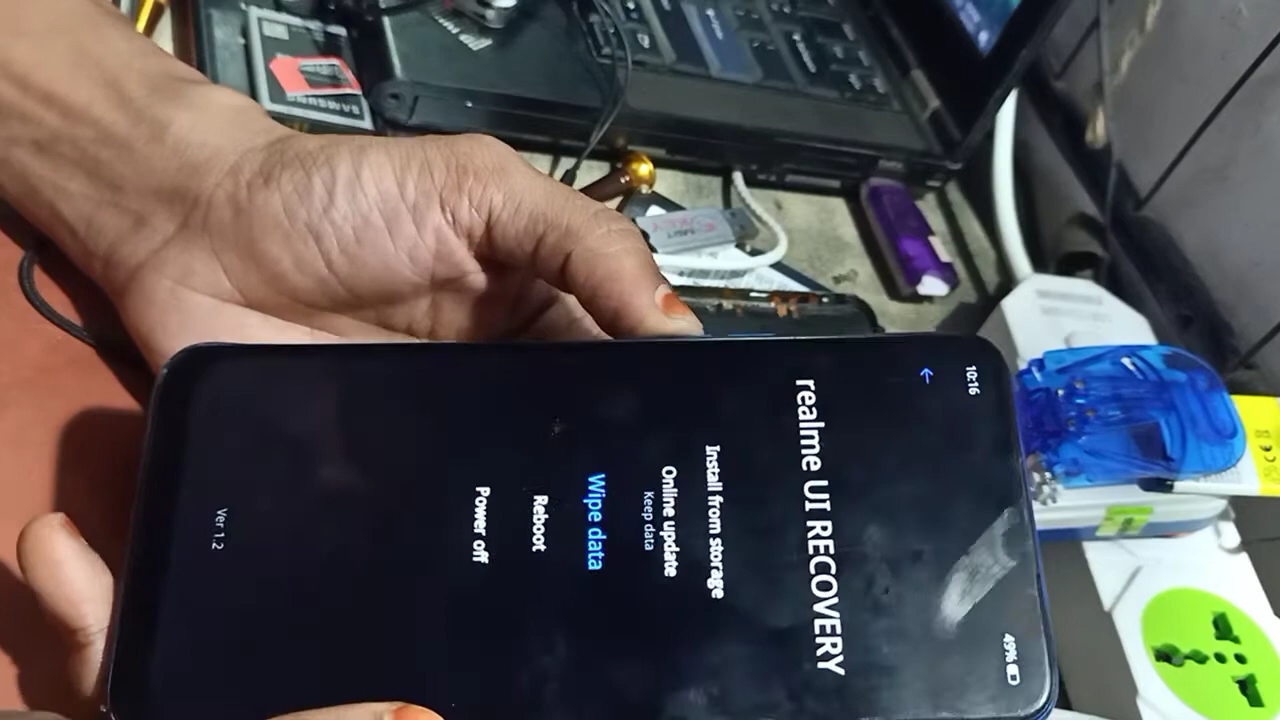 10:16
49%
realme UI RECOVERY
Install from storage
Online update
Keep data
Wipe data
Reboot
Power off
Ver 1.2
SAMSUNG